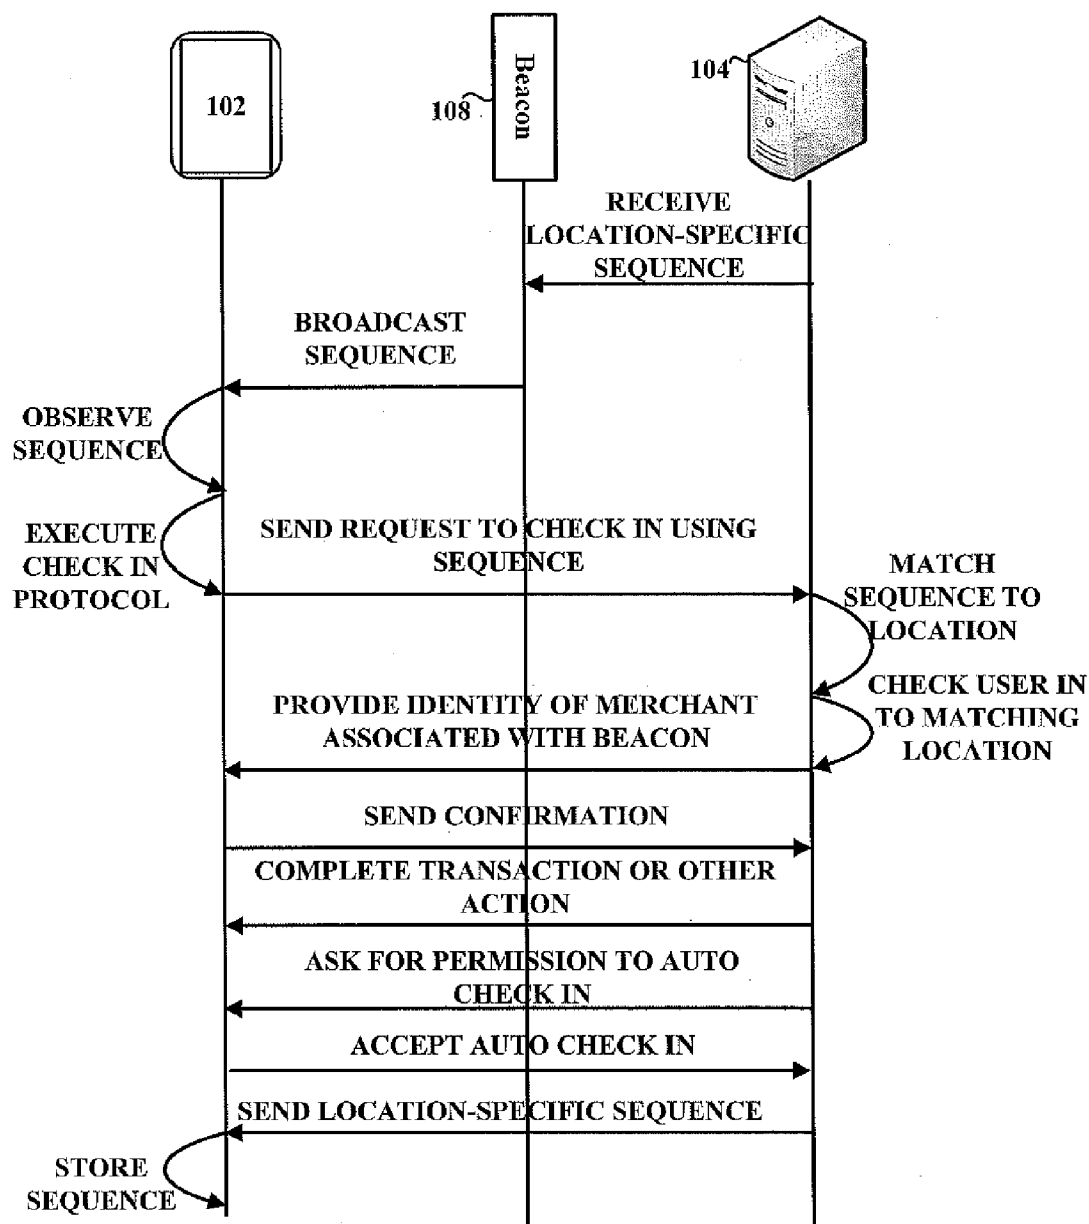 102
108
Beacon
104
RECEIVE
LOCATION-SPECIFIC
SEQUENCE
BROADCAST
SEQUENCE
OBSERVE
SEQUENCE
EXECUTE
CHECK IN
PROTOCOL
SEND REQUEST TO CHECK IN USING
SEQUENCE
MATCH
SEQUENCE TO
LOCATION
CHECK USER IN
TO MATCHING
LOCATION
PROVIDE IDENTITY OF MERCHANT
ASSOCIATED WITH BEACON
SEND CONFIRMATION
COMPLETE TRANSACTION OR OTHER
ACTION
ASK FOR PERMISSION TO AUTO
CHECK IN
ACCEPT AUTO CHECK IN
SEND LOCATION-SPECIFIC SEQUENCE
STORE
SEQUENCE